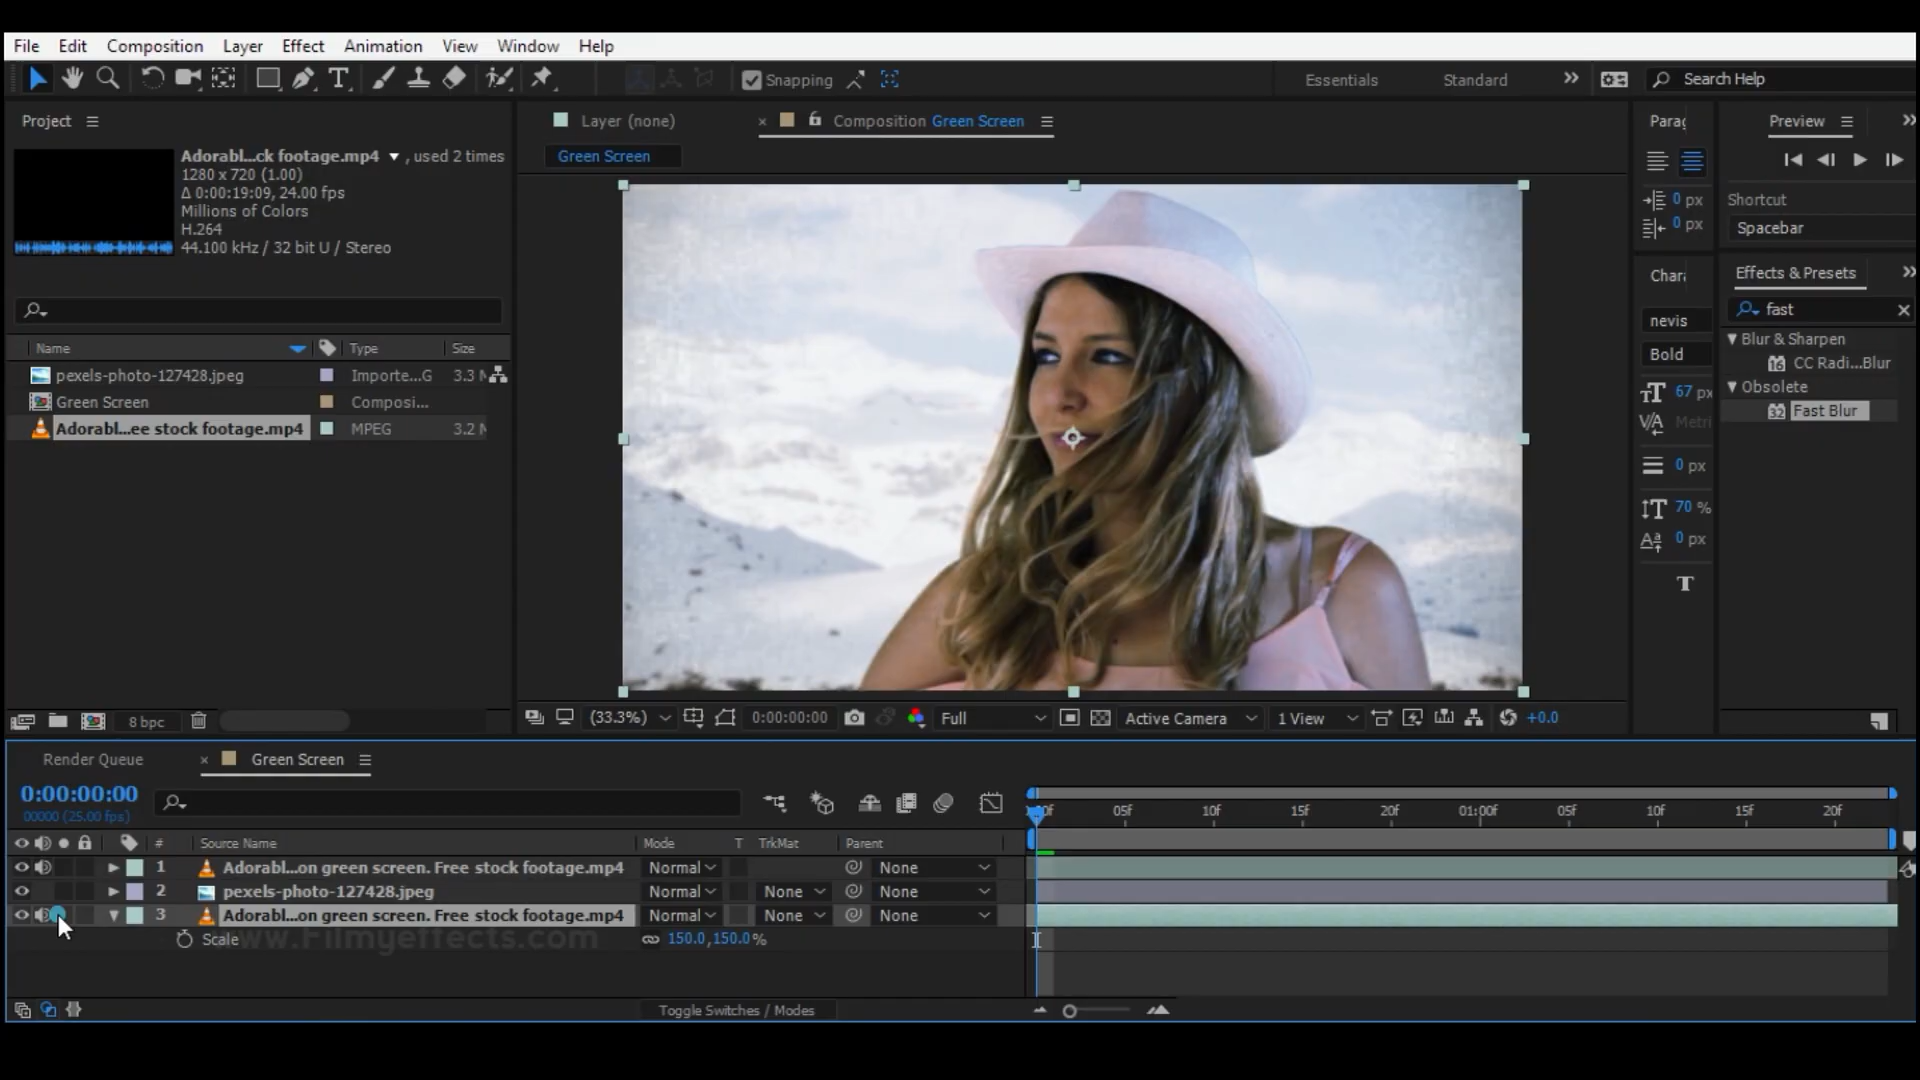 File Edit Composition Layer Effect Animation View Window Help
Snapping Essentials Standard Search Help
Project
Adorabl...ck footage.mp4 , used 2 times
1280 x 720 (1.00)
Δ 0:00:19:09, 24.00 fps
Millions of Colors
H.264
44.100 kHz / 32 bit U / Stereo
Name Type Size
pexels-photo-127428.jpeg Importe...G 3.3 M
Green Screen Composi...
Adorabl...ee stock footage.mp4 MPEG 3.2 M
8 bpc
Layer (none) Composition Green Screen
Green Screen
(33.3%) 0:00:00:00 Full Active Camera 1 View +0.0
Parag
0 px
0 px
Chara
nevis
Bold
67 px
Metri
0 px
70 %
0 px
T
Preview
Shortcut
Spacebar
Effects & Presets
fast
Blur & Sharpen
CC Radi...Blur
Obsolete
Fast Blur
Render Queue Green Screen
0:00:00:00
00000 (25.00 fps)
:00f 05f 10f 15f 20f 01:00f 05f 10f 15f 20f
# Source Name Mode T TrkMat Parent
1 Adorabl...on green screen. Free stock footage.mp4 Normal None
2 pexels-photo-127428.jpeg Normal None None
3 Adorabl...on green screen. Free stock footage.mp4 Normal None None
Scale 150.0,150.0%
www.Filmyeffects.com
Toggle Switches / Modes